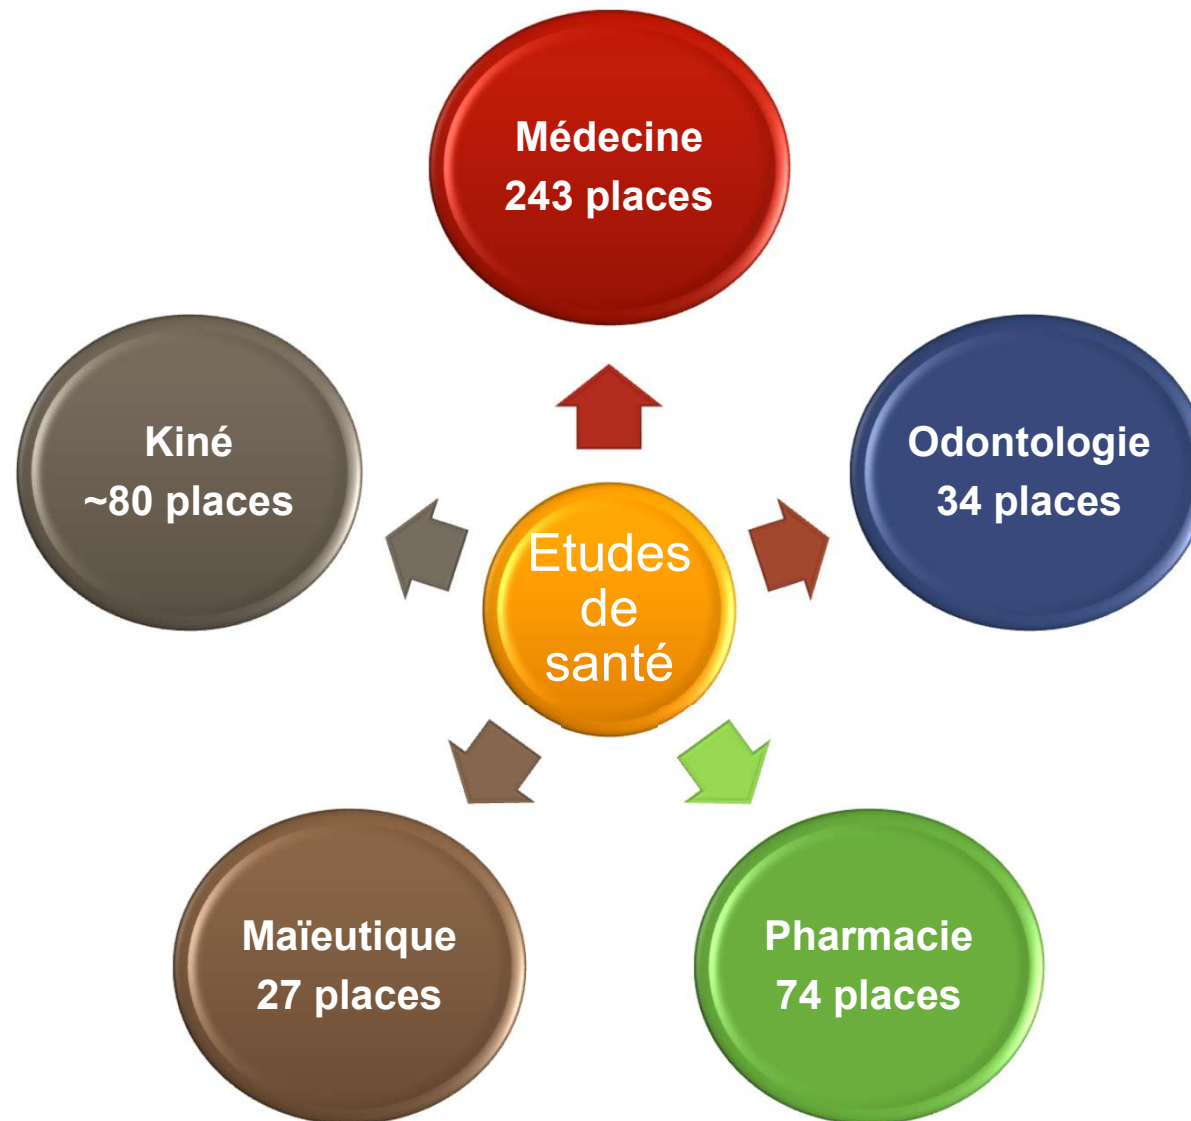 Médecine
243 places
Kiné
~80 places
Odontologie
34 places
Etudes
de
santé
Maïeutique
27 places
Pharmacie
74 places